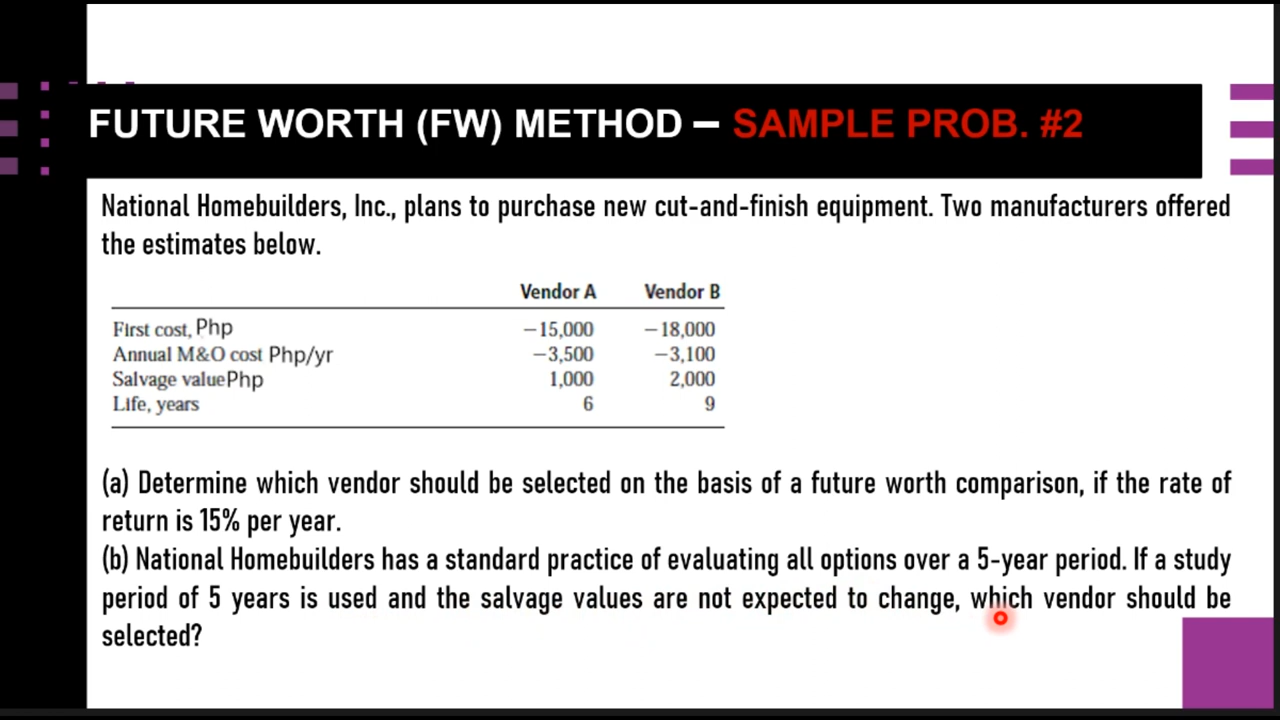 FUTURE WORTH (FW) METHOD – SAMPLE PROB. #2
National Homebuilders, Inc., plans to purchase new cut-and-finish equipment. Two manufacturers offered
the estimates below.
Vendor A Vendor B
First cost, Php −15,000 −18,000
Annual M&O cost Php/yr −3,500 −3,100
Salvage value Php 1,000 2,000
Life, years 6 9
(a) Determine which vendor should be selected on the basis of a future worth comparison, if the rate of
return is 15% per year.
(b) National Homebuilders has a standard practice of evaluating all options over a 5-year period. If a study
period of 5 years is used and the salvage values are not expected to change, which vendor should be
selected?